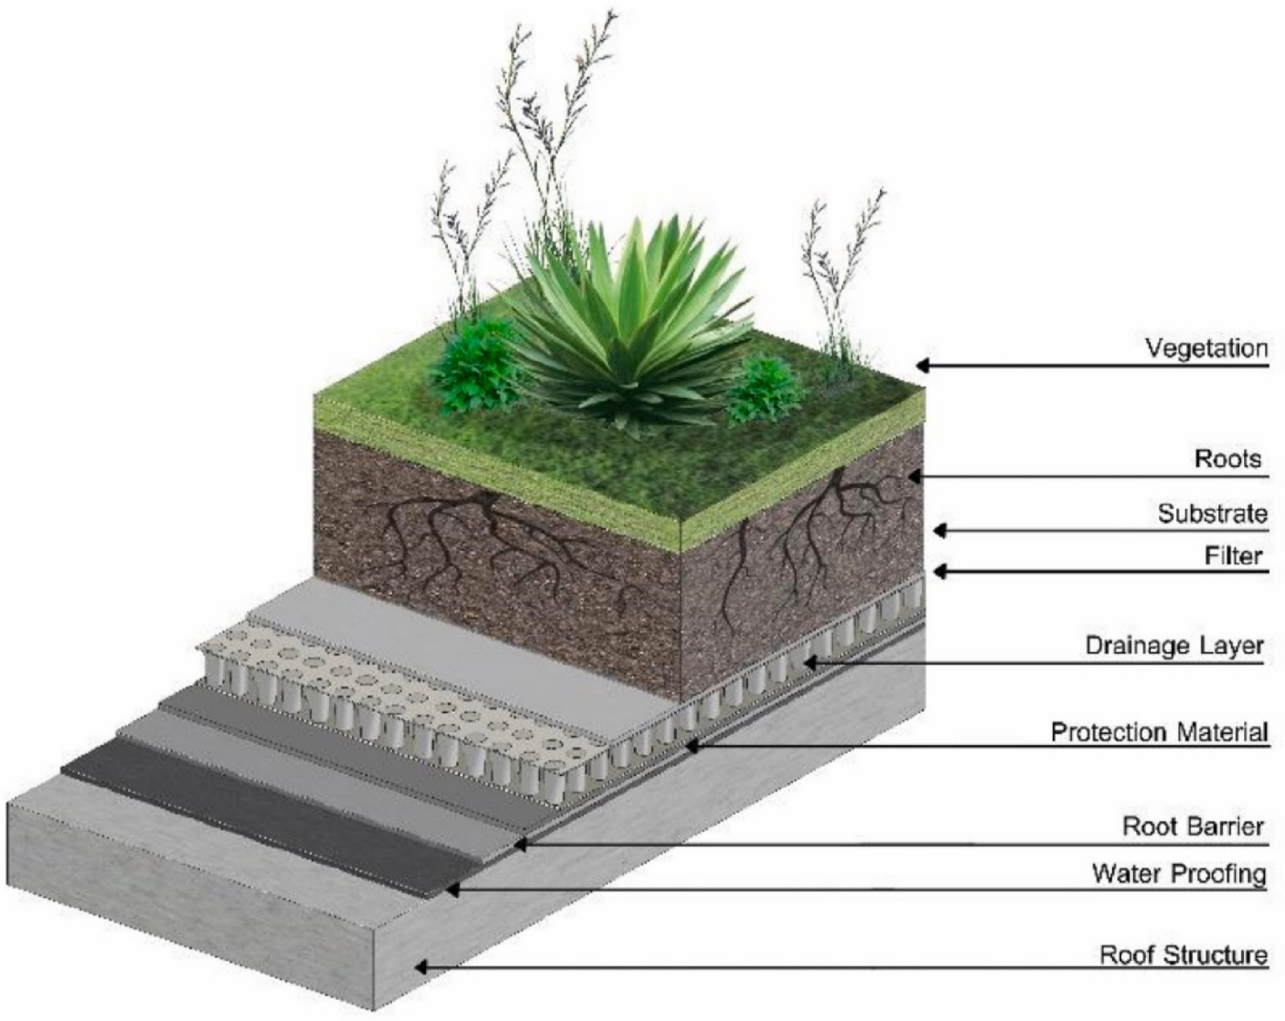 Vegetation
Roots
Substrate
Filter
Drainage Layer
Protection Material
Root Barrier
Water Proofing
Roof Structure